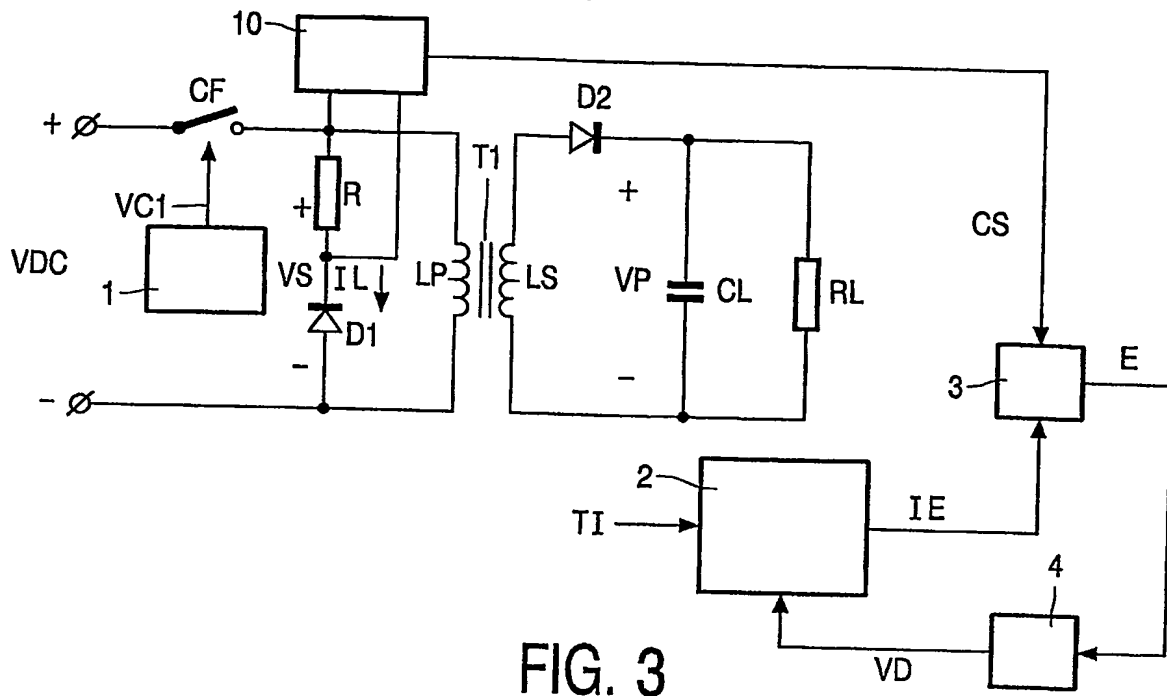 10
CF
D2
+
T1
R
+
+
VC1
CS
VDC
1
VS
IL
LP
LS
VP
CL
RL
D1
-
-
-
3
E
2
TI
IE
4
VD
FIG. 3